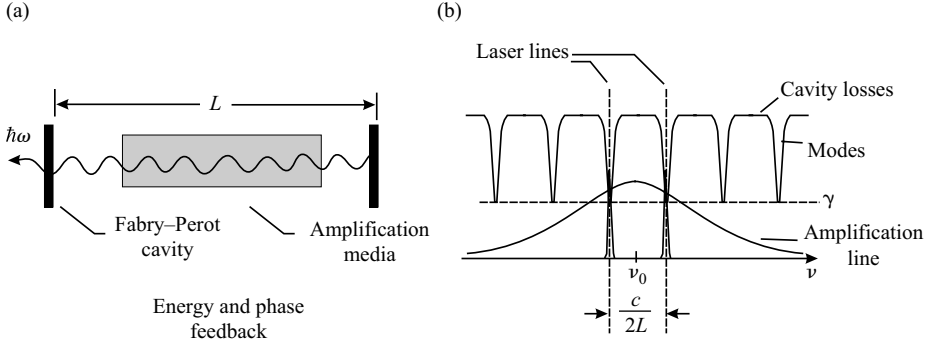 (a)
L
ħω
Fabry–Perot
cavity
Amplification
media
Energy and phase
feedback
(b)
Laser lines
Cavity losses
Modes
γ
Amplification
line
ν
ν0
c
2L